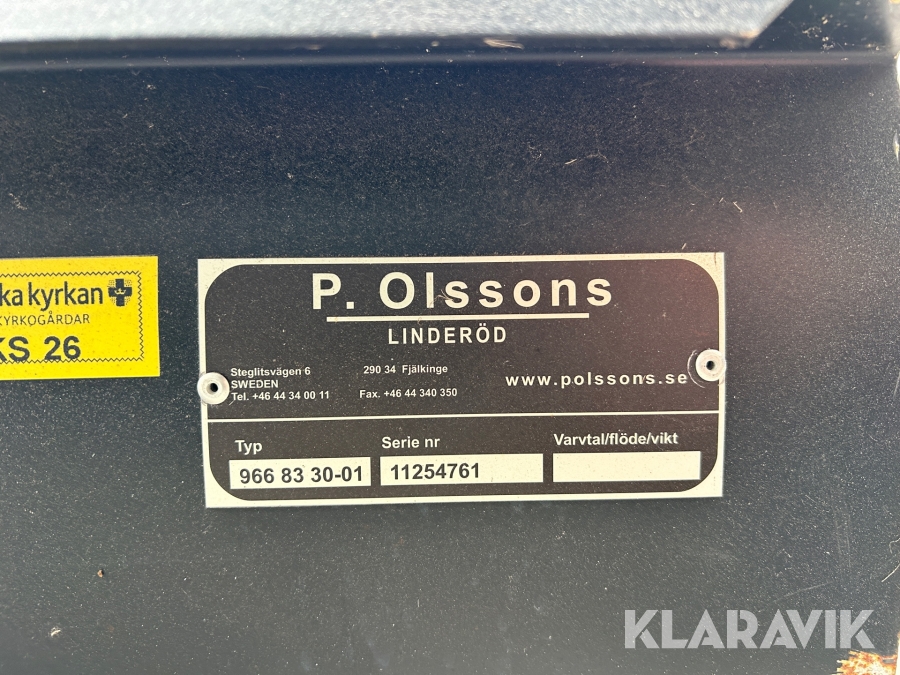 P. Olssons
LINDERÖD
Steglitsvägen 6 290 34 Fjälkinge
SWEDEN
Tel. +46 44 34 00 11 Fax. +46 44 340 350
www.polssons.se
Typ Serie nr Varvtal/flöde/vikt
966 83 30-01 11254761
ka kyrkan
KYRKOGÅRDAR
KS 26
KLARAVIK